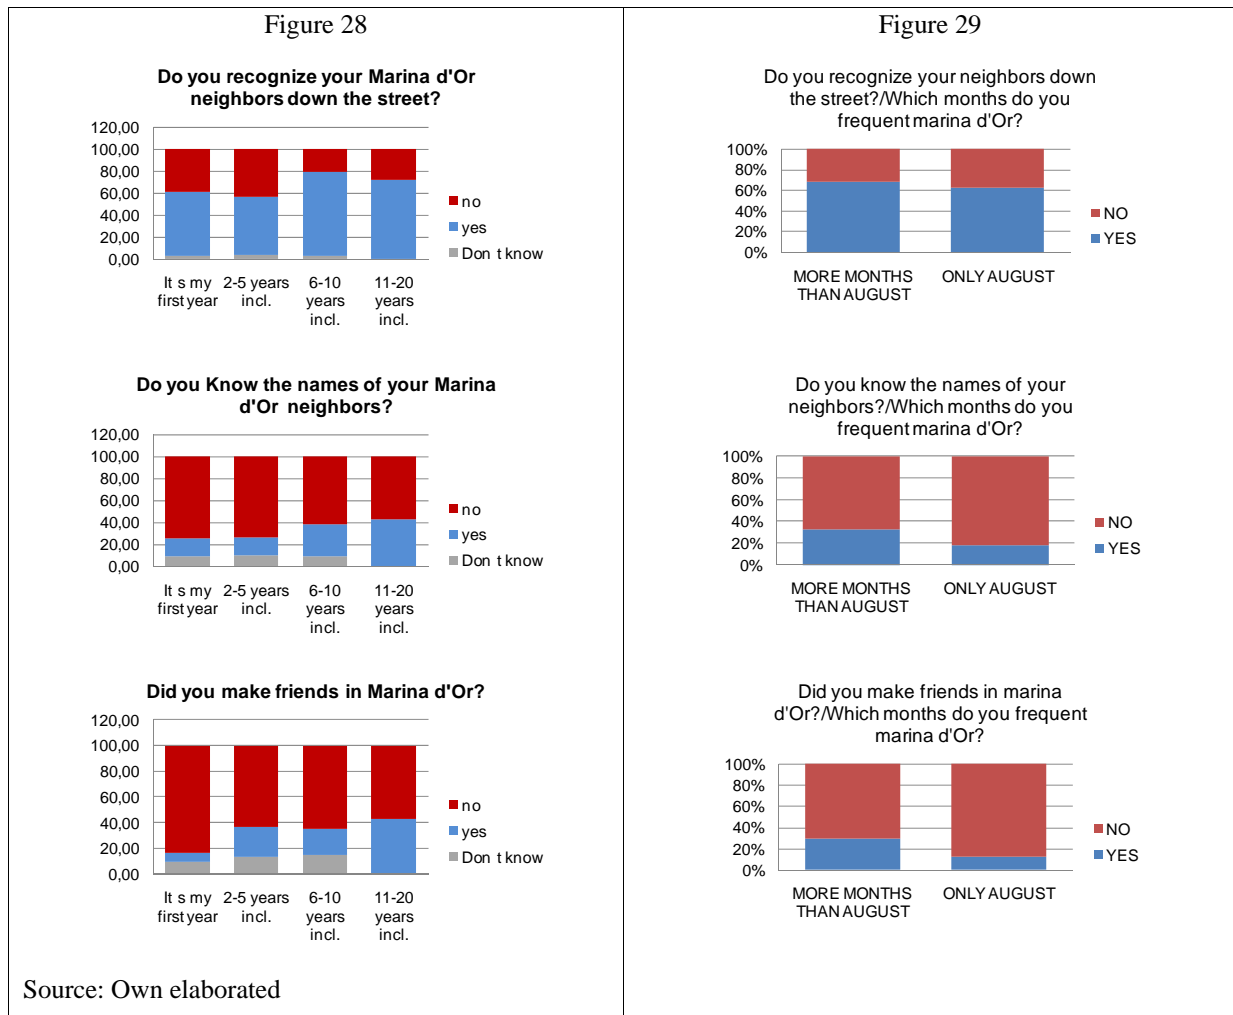 Figure 28
Do you recognize your Marina d'Or
neighbors down the street?
120,00
100,00
80,00
60,00
40,00
20,00
0,00
no
yes
Don t know
It s my
first year
2-5 years
incl.
6-10
years
incl.
11-20
years
incl.
Do you Know the names of your Marina
d'Or neighbors?
120,00
100,00
80,00
60,00
40,00
20,00
0,00
no
yes
Don t know
It s my
first year
2-5 years
incl.
6-10
years
incl.
11-20
years
incl.
Did you make friends in Marina d'Or?
120,00
100,00
80,00
60,00
40,00
20,00
0,00
no
yes
Don t know
It s my
first year
2-5 years
incl.
6-10
years
incl.
11-20
years
incl.
Source: Own elaborated
Figure 29
Do you recognize your neighbors down
the street?/Which months do you
frequent marina d'Or?
100%
80%
60%
40%
20%
0%
NO
YES
MORE MONTHS
THAN AUGUST
ONLY AUGUST
Do you know the names of your
neighbors?/Which months do you
frequent marina d'Or?
100%
80%
60%
40%
20%
0%
NO
YES
MORE MONTHS
THAN AUGUST
ONLY AUGUST
Did you make friends in marina
d'Or?/Which months do you frequent
marina d'Or?
100%
80%
60%
40%
20%
0%
NO
YES
MORE MONTHS
THAN AUGUST
ONLY AUGUST